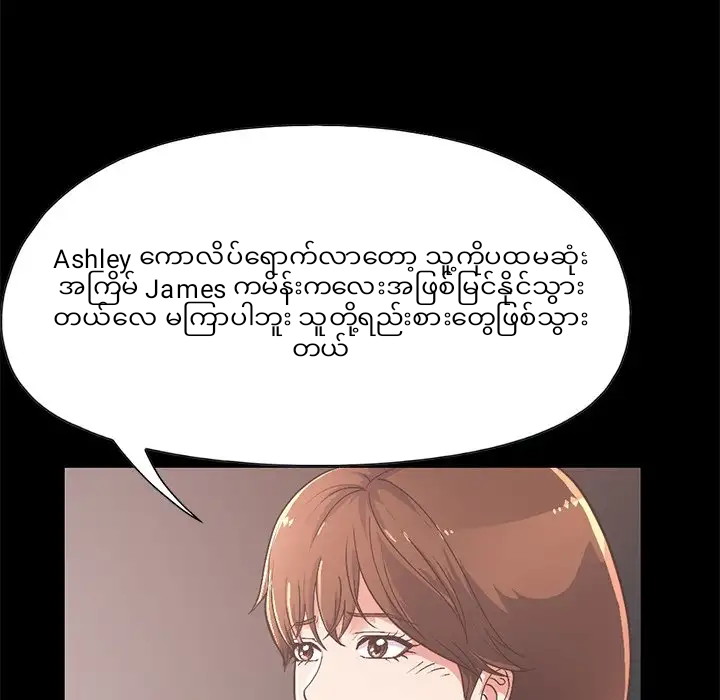 Ashley ကောလိပ်ရောက်လာတော့ သူ့ကိုပထမဆုံး
အကြိမ် James ကမိန်းကလေးအဖြစ်မြင်နိုင်သွား
တယ်လေ မကြာပါဘူး သူတို့ရည်းစားတွေဖြစ်သွား
တယ်